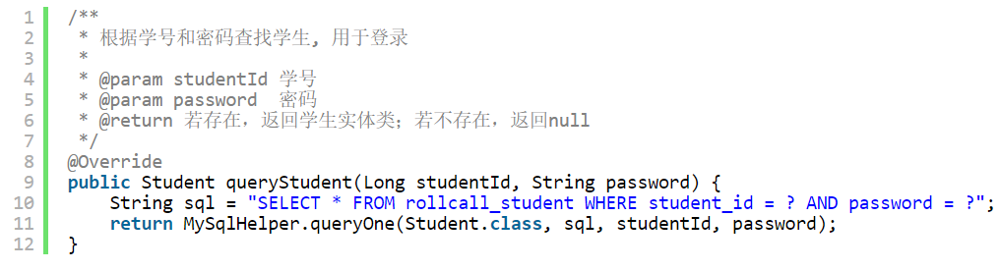 1 /**
2  * 根据学号和密码查找学生, 用于登录
3  *
4  * @param studentId 学号
5  * @param password  密码
6  * @return 若存在，返回学生实体类；若不存在，返回null
7  */
8 @Override
9 public Student queryStudent(Long studentId, String password) {
10     String sql = "SELECT * FROM rollcall_student WHERE student_id = ? AND password = ?";
11     return MySqlHelper.queryOne(Student.class, sql, studentId, password);
12 }